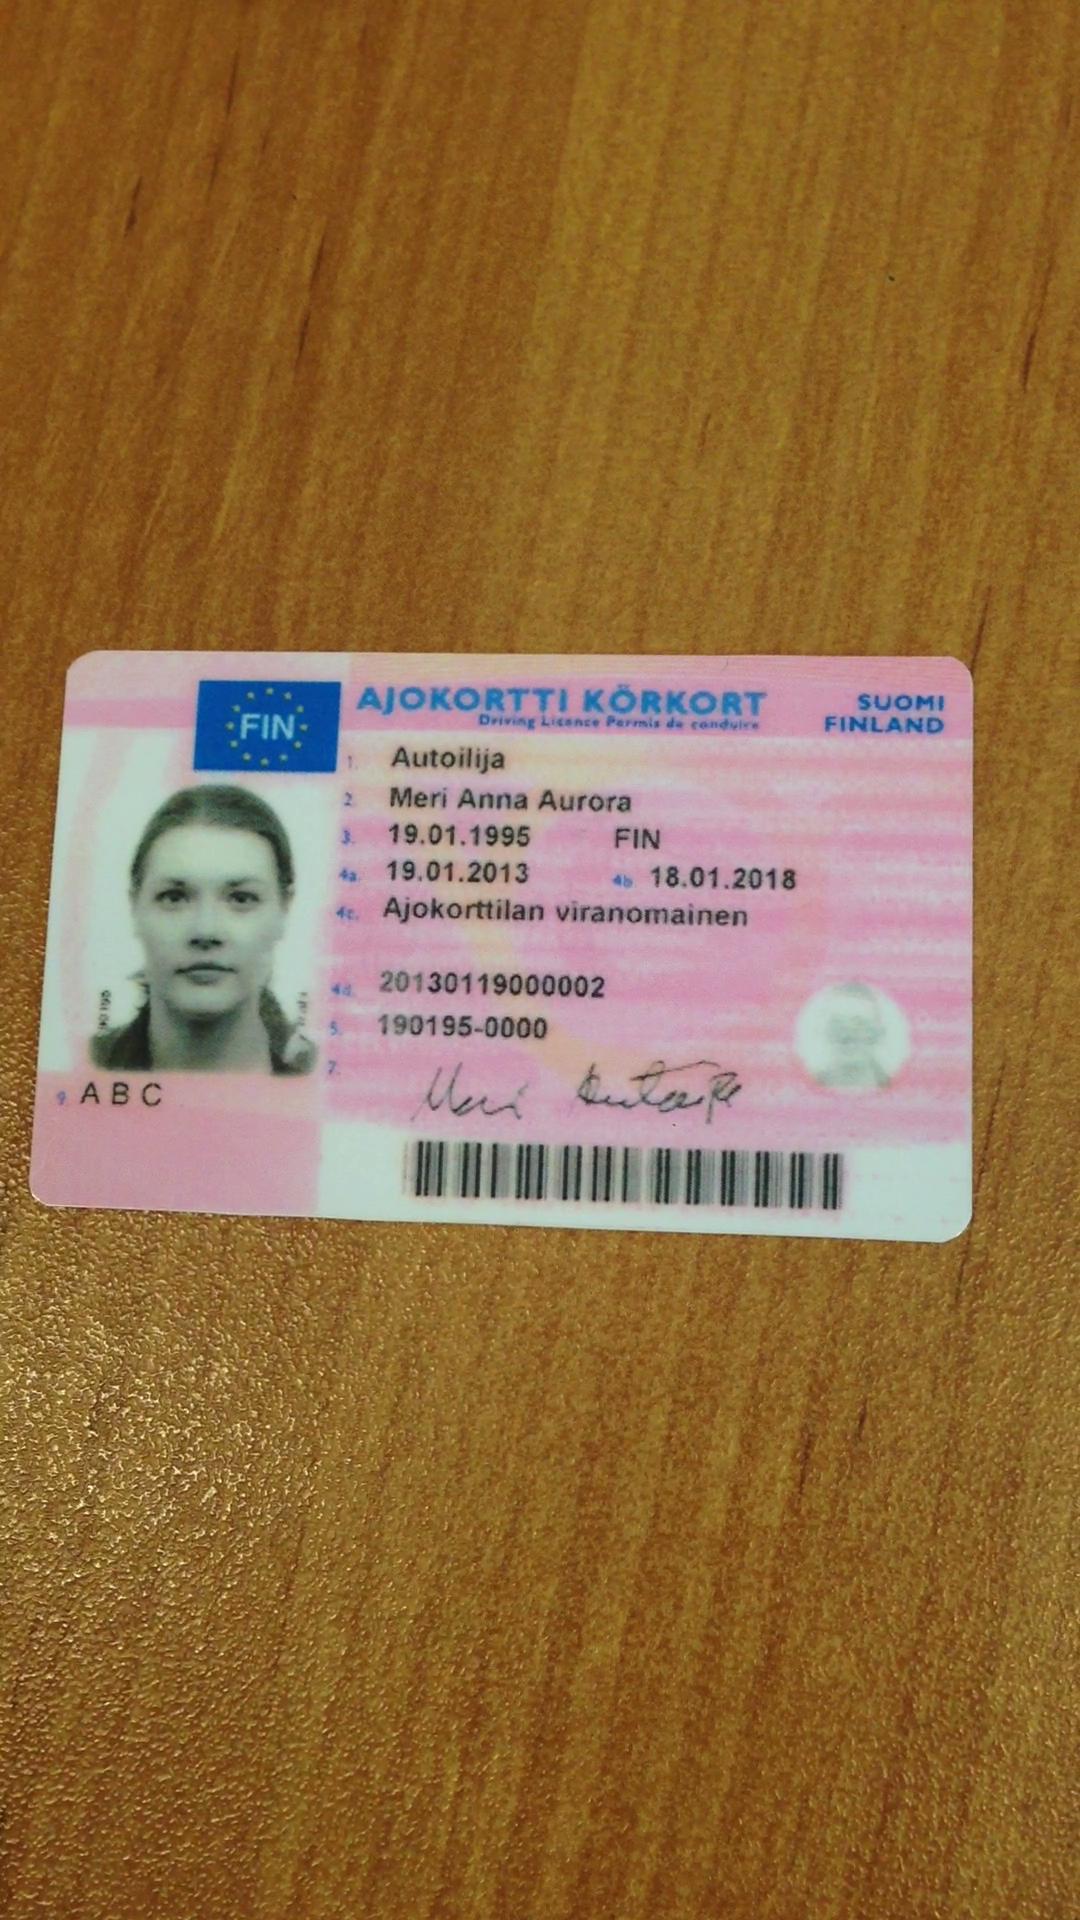 FIN
AJOKORTTI KÖRKORT
Driving Licence Permis de conduire
SUOMI
FINLAND
1. Autoilija
2. Meri Anna Aurora
3. 19.01.1995 FIN
4a. 19.01.2013 4b. 18.01.2018
4c. Ajokorttilan viranomainen
4d. 20130119000002
5. 190195-0000
7. Meri Autoilija
9. A B C